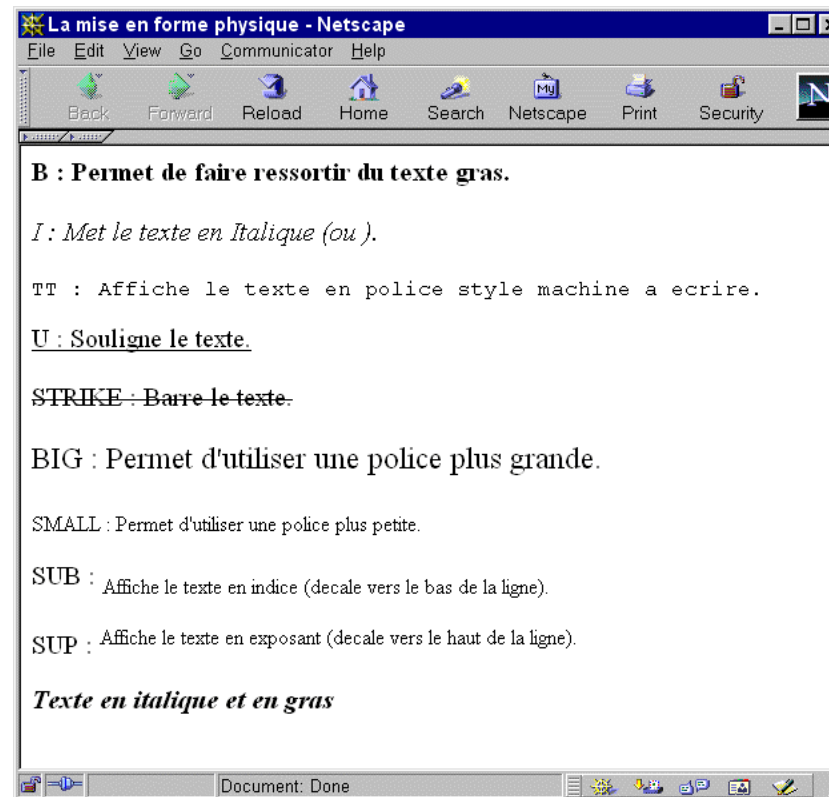 La mise en forme physique - Netscape
File Edit View Go Communicator Help
My
N
Back Forward Reload Home Search Netscape Print Security
B : Permet de faire ressortir du texte gras.
I : Met le texte en Italique (ou ).
TT : Affiche le texte en police style machine a ecrire.
U : Souligne le texte.
STRIKE : Barre le texte.
BIG : Permet d'utiliser une police plus grande.
SMALL : Permet d'utiliser une police plus petite.
SUB : Affiche le texte en indice (decale vers le bas de la ligne).
SUP : Affiche le texte en exposant (decale vers le haut de la ligne).
Texte en italique et en gras
Document: Done